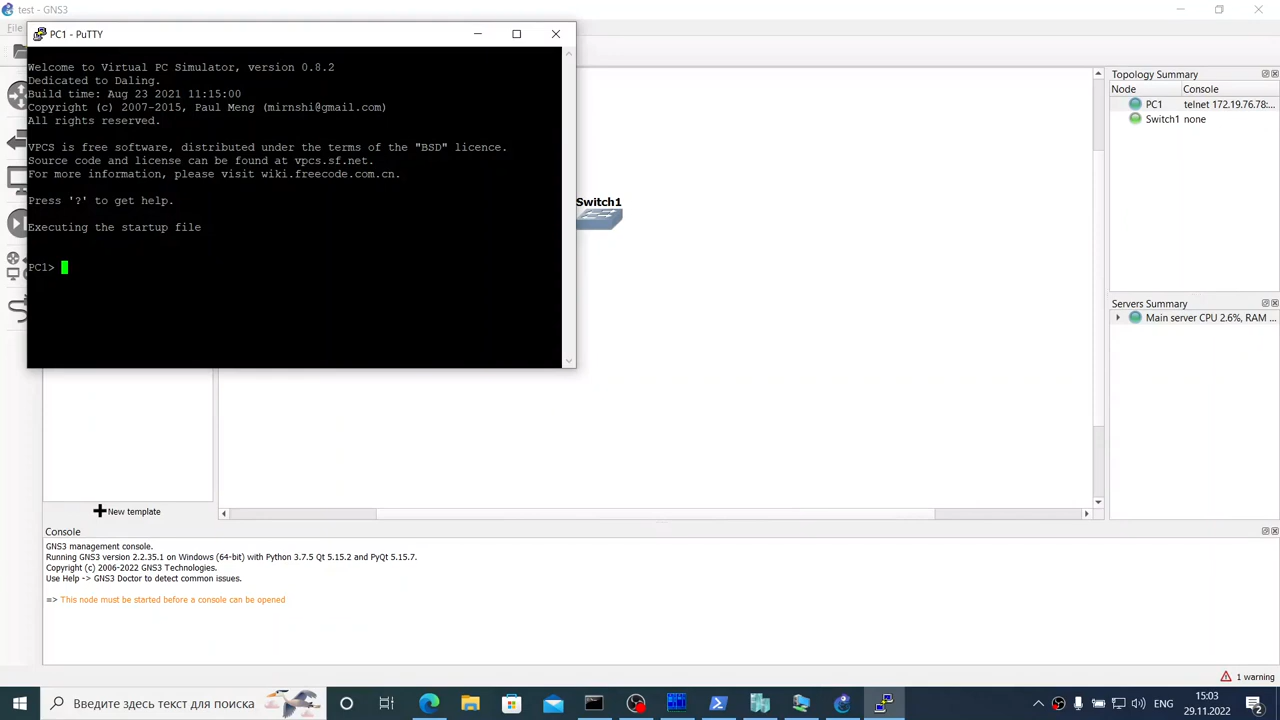 test - GNS3
File
PC1 - PuTTY
Welcome to Virtual PC Simulator, version 0.8.2
Dedicated to Daling.
Build time: Aug 23 2021 11:15:00
Copyright (c) 2007-2015, Paul Meng (mirnshi@gmail.com)
All rights reserved.
VPCS is free software, distributed under the terms of the "BSD" licence.
Source code and license can be found at vpcs.sf.net.
For more information, please visit wiki.freecode.com.cn.
Press '?' to get help.
Executing the startup file
PC1>
Switch1
Topology Summary
Node Console
PC1 telnet 172.19.76.78:...
Switch1 none
Servers Summary
Main server CPU 2.6%, RAM ...
New template
Console
GNS3 management console.
Running GNS3 version 2.2.35.1 on Windows (64-bit) with Python 3.7.5 Qt 5.15.2 and PyQt 5.15.7.
Copyright (c) 2006-2022 GNS3 Technologies.
Use Help -> GNS3 Doctor to detect common issues.
=> This node must be started before a console can be opened
1 warning
Введите здесь текст для поиска
15:03
29.11.2022
2